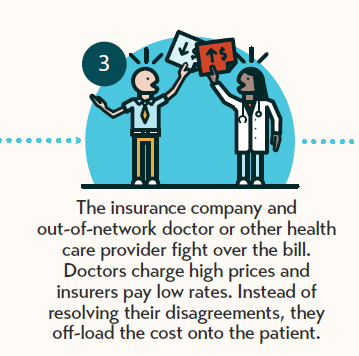 3
$ $
The insurance company and
out-of-network doctor or other health
care provider fight over the bill.
Doctors charge high prices and
insurers pay low rates. Instead of
resolving their disagreements, they
off-load the cost onto the patient.